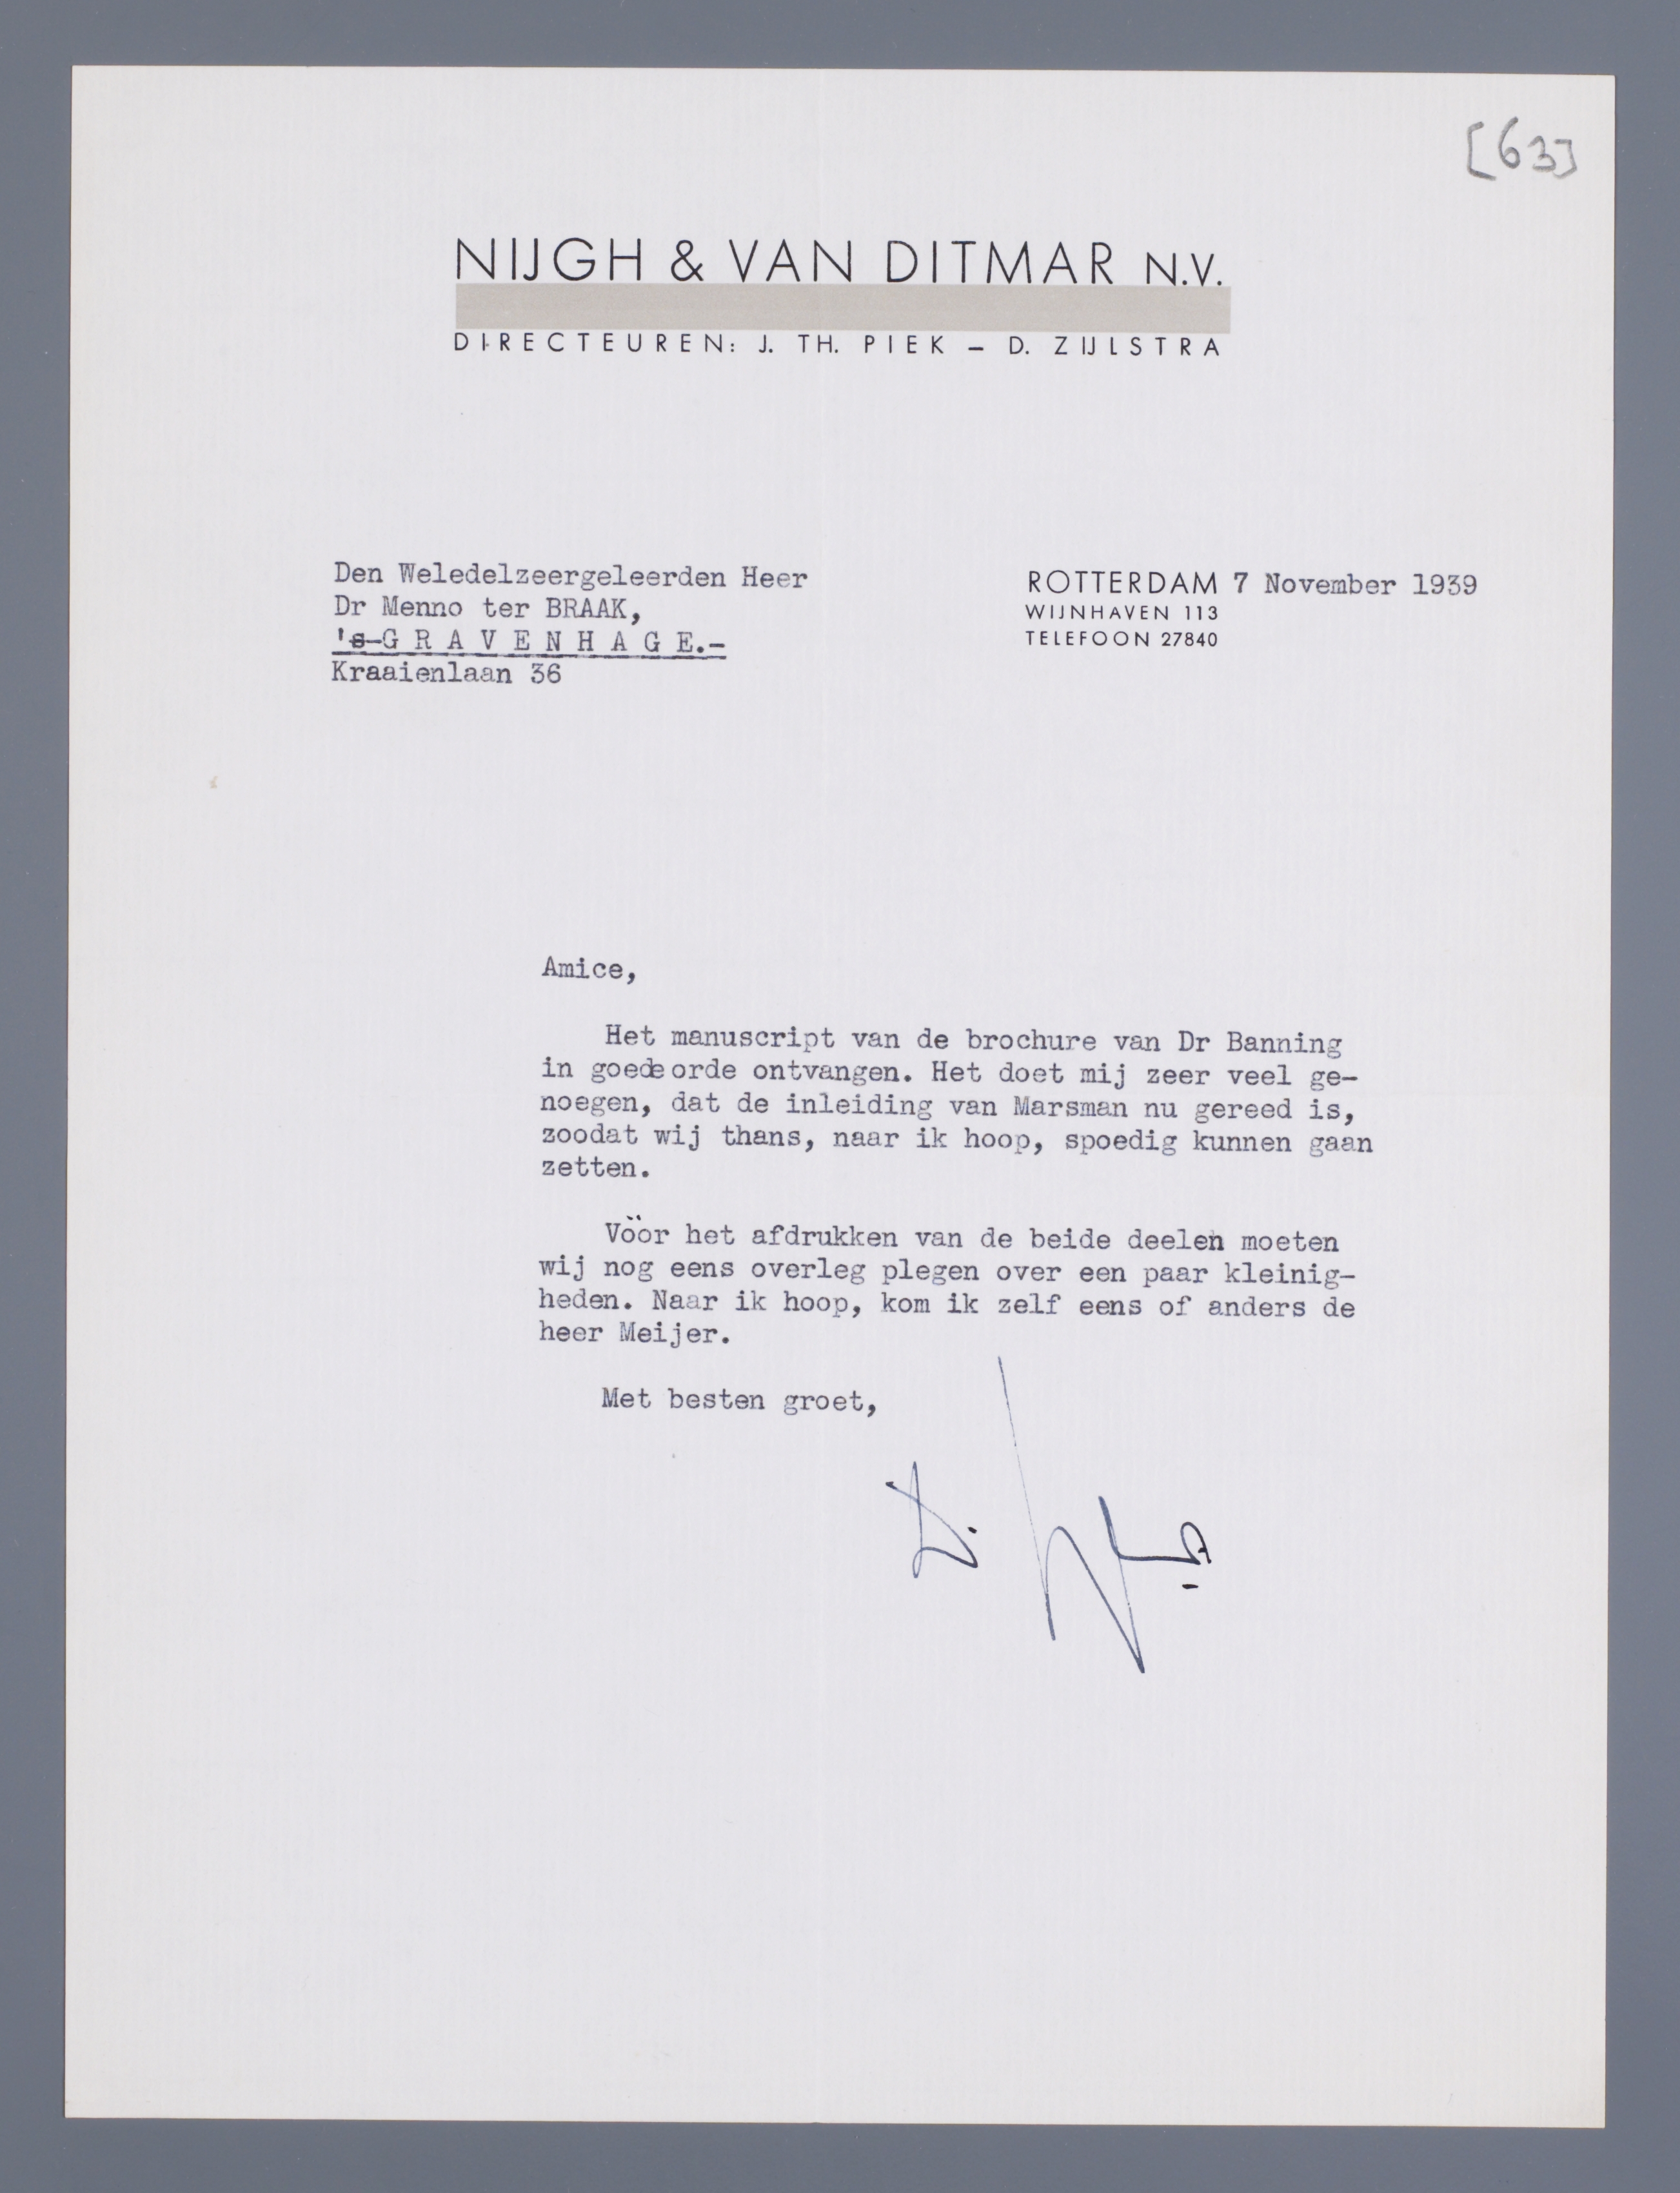 [63]
NIJGH & VAN DITMAR N.V.
DIRECTEUREN: J. TH. PIEK – D. ZIJLSTRA
Den Weledelzeergeleerden Heer
Dr Menno ter BRAAK,
's-G R A V E N H A G E.-
Kraaienlaan 36
ROTTERDAM 7 November 1939
WIJNHAVEN 113
TELEFOON 27840
Amice,
Het manuscript van de brochure van Dr Banning
in goede orde ontvangen. Het doet mij zeer veel ge-
noegen, dat de inleiding van Marsman nu gereed is,
zoodat wij thans, naar ik hoop, spoedig kunnen gaan
zetten.
Vöör het afdrukken van de beide deelen moeten
wij nog eens overleg plegen over een paar kleinig-
heden. Naar ik hoop, kom ik zelf eens of anders de
heer Meijer.
Met besten groet,